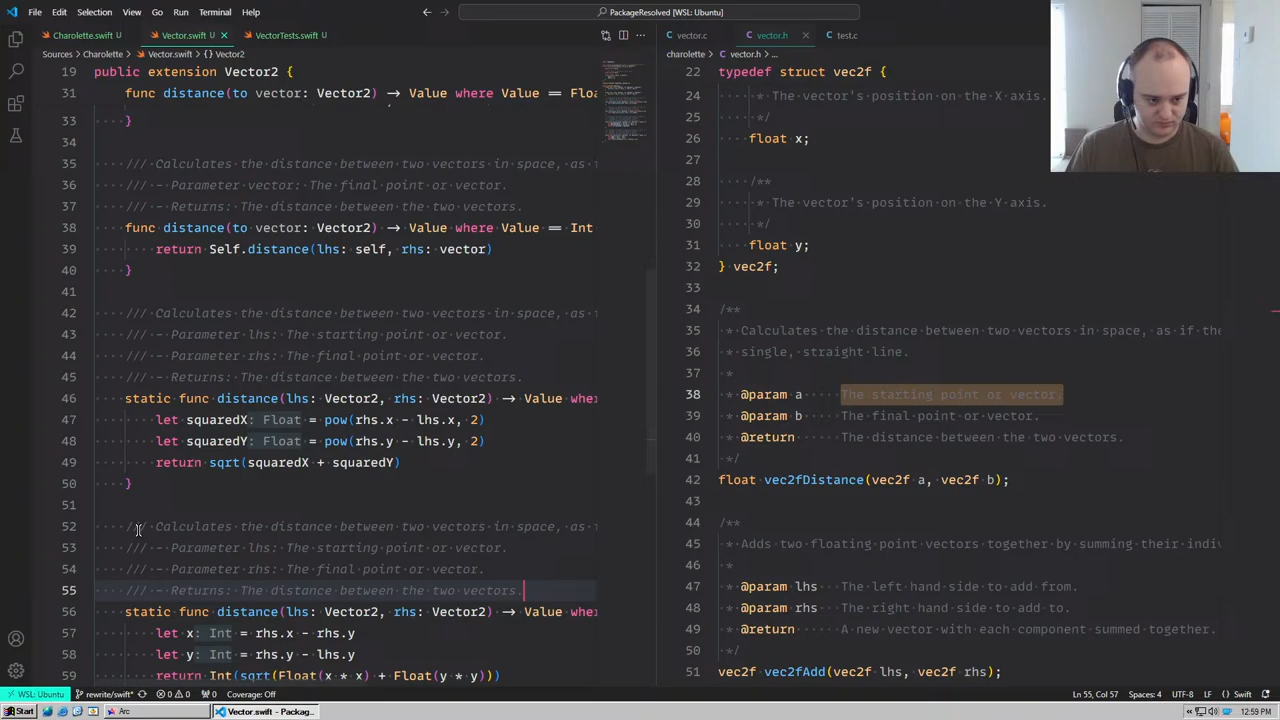 File Edit Selection View Go Run Terminal Help
PackageResolved [WSL: Ubuntu]
Charolette.swift U
Vector.swift U
VectorTests.swift U
Sources > Charolette > Vector.swift > {} Vector2
19 public extension Vector {
31 func distance(to vector: Vector2) → Value where Value == Floa
33 }
34
35 /// Calculates the distance between two vectors in space, as
36 /// - Parameter vector: The final point or vector.
37 /// - Returns: The distance between the two vectors.
38 func distance(to vector: Vector2) → Value where Value == Int
39 return Self.distance(lhs: self, rhs: vector)
40 }
41
42 /// Calculates the distance between two vectors in space, as
43 /// - Parameter lhs: The starting point or vector.
44 /// - Parameter rhs: The final point or vector.
45 /// - Returns: The distance between the two vectors.
46 static func distance(lhs: Vector2, rhs: Vector2) → Value whe
47 let squaredX: Float = pow(rhs.x - lhs.x, 2)
48 let squaredY: Float = pow(rhs.y - lhs.y, 2)
49 return sqrt(squaredX + squaredY)
50 }
51
52 /// Calculates the distance between two vectors in space, as
53 /// - Parameter lhs: The starting point or vector.
54 /// - Parameter rhs: The final point or vector.
55 /// - Returns: The distance between the two vectors.
56 static func distance(lhs: Vector2, rhs: Vector2) → Value whe
57 let x: Int = rhs.x - rhs.y
58 let y: Int = rhs.y - lhs.y
59 return Int(sqrt(Float(x * x) + Float(y * y)))
vector.c
vector.h
test.c
charolette > vector.h > ...
22 typedef struct vec2f {
24 * The vector's position on the X axis.
25 */
26 float x;
27
28 /**
29 * The vector's position on the Y axis.
30 */
31 float y;
32 } vec2f;
33
34 /**
35 * Calculates the distance between two vectors in space, as if the
36 * single, straight line.
37 *
38 * @param a The starting point or vector.
39 * @param b The final point or vector.
40 * @return The distance between the two vectors.
41 */
42 float vec2fDistance(vec2f a, vec2f b);
43
44 /**
45 * Adds two floating point vectors together by summing their indiv
46 *
47 * @param lhs The left hand side to add from.
48 * @param rhs The right hand side to add to.
49 * @return A new vector with each component summed together.
50 */
51 vec2f vec2fAdd(vec2f lhs, vec2f rhs);
WSL: Ubuntu
rewrite/swift*
0 0
0
Coverage: Off
Ln 55, Col 57 Spaces: 4 UTF-8 LF {} Swift
Start
Arc
Vector.swift - Packag...
12:59 PM